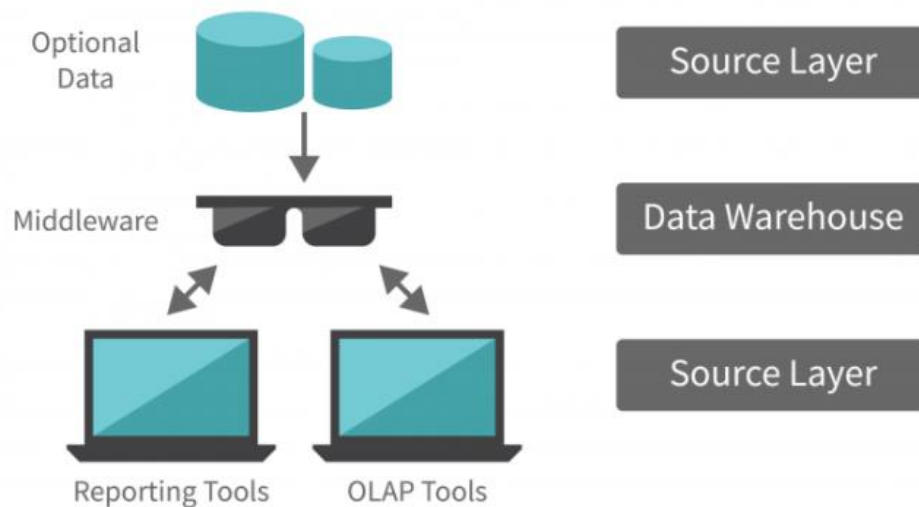 Optional
Data
Source Layer
Middleware
Data Warehouse
Source Layer
Reporting Tools
OLAP Tools